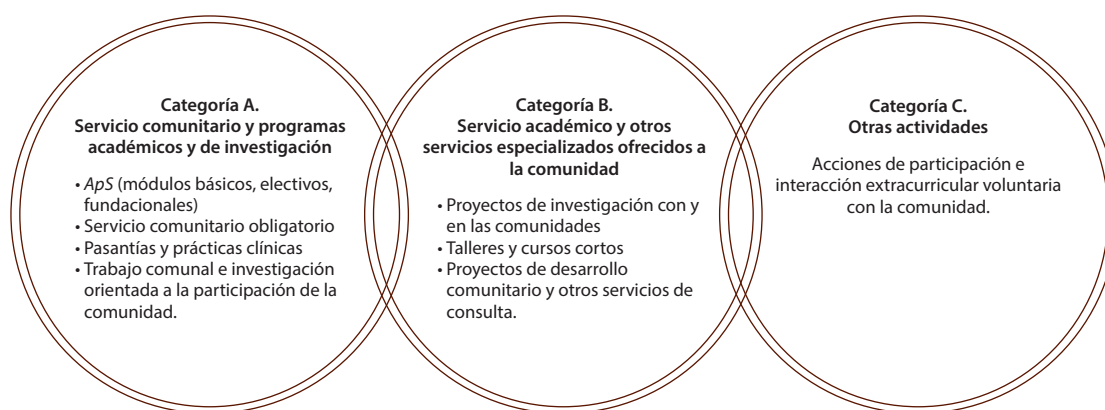 Categoría A.
Servicio comunitario y programas
académicos y de investigación
• ApS (módulos básicos, electivos,
fundacionales)
• Servicio comunitario obligatorio
• Pasantías y prácticas clínicas
• Trabajo comunal e investigación
orientada a la participación de la
comunidad.
Categoría B.
Servicio académico y otros
servicios especializados ofrecidos a
la comunidad
• Proyectos de investigación con y
en las comunidades
• Talleres y cursos cortos
• Proyectos de desarrollo
comunitario y otros servicios de
consulta.
Categoría C.
Otras actividades
Acciones de participación e
interacción extracurricular voluntaria
con la comunidad.